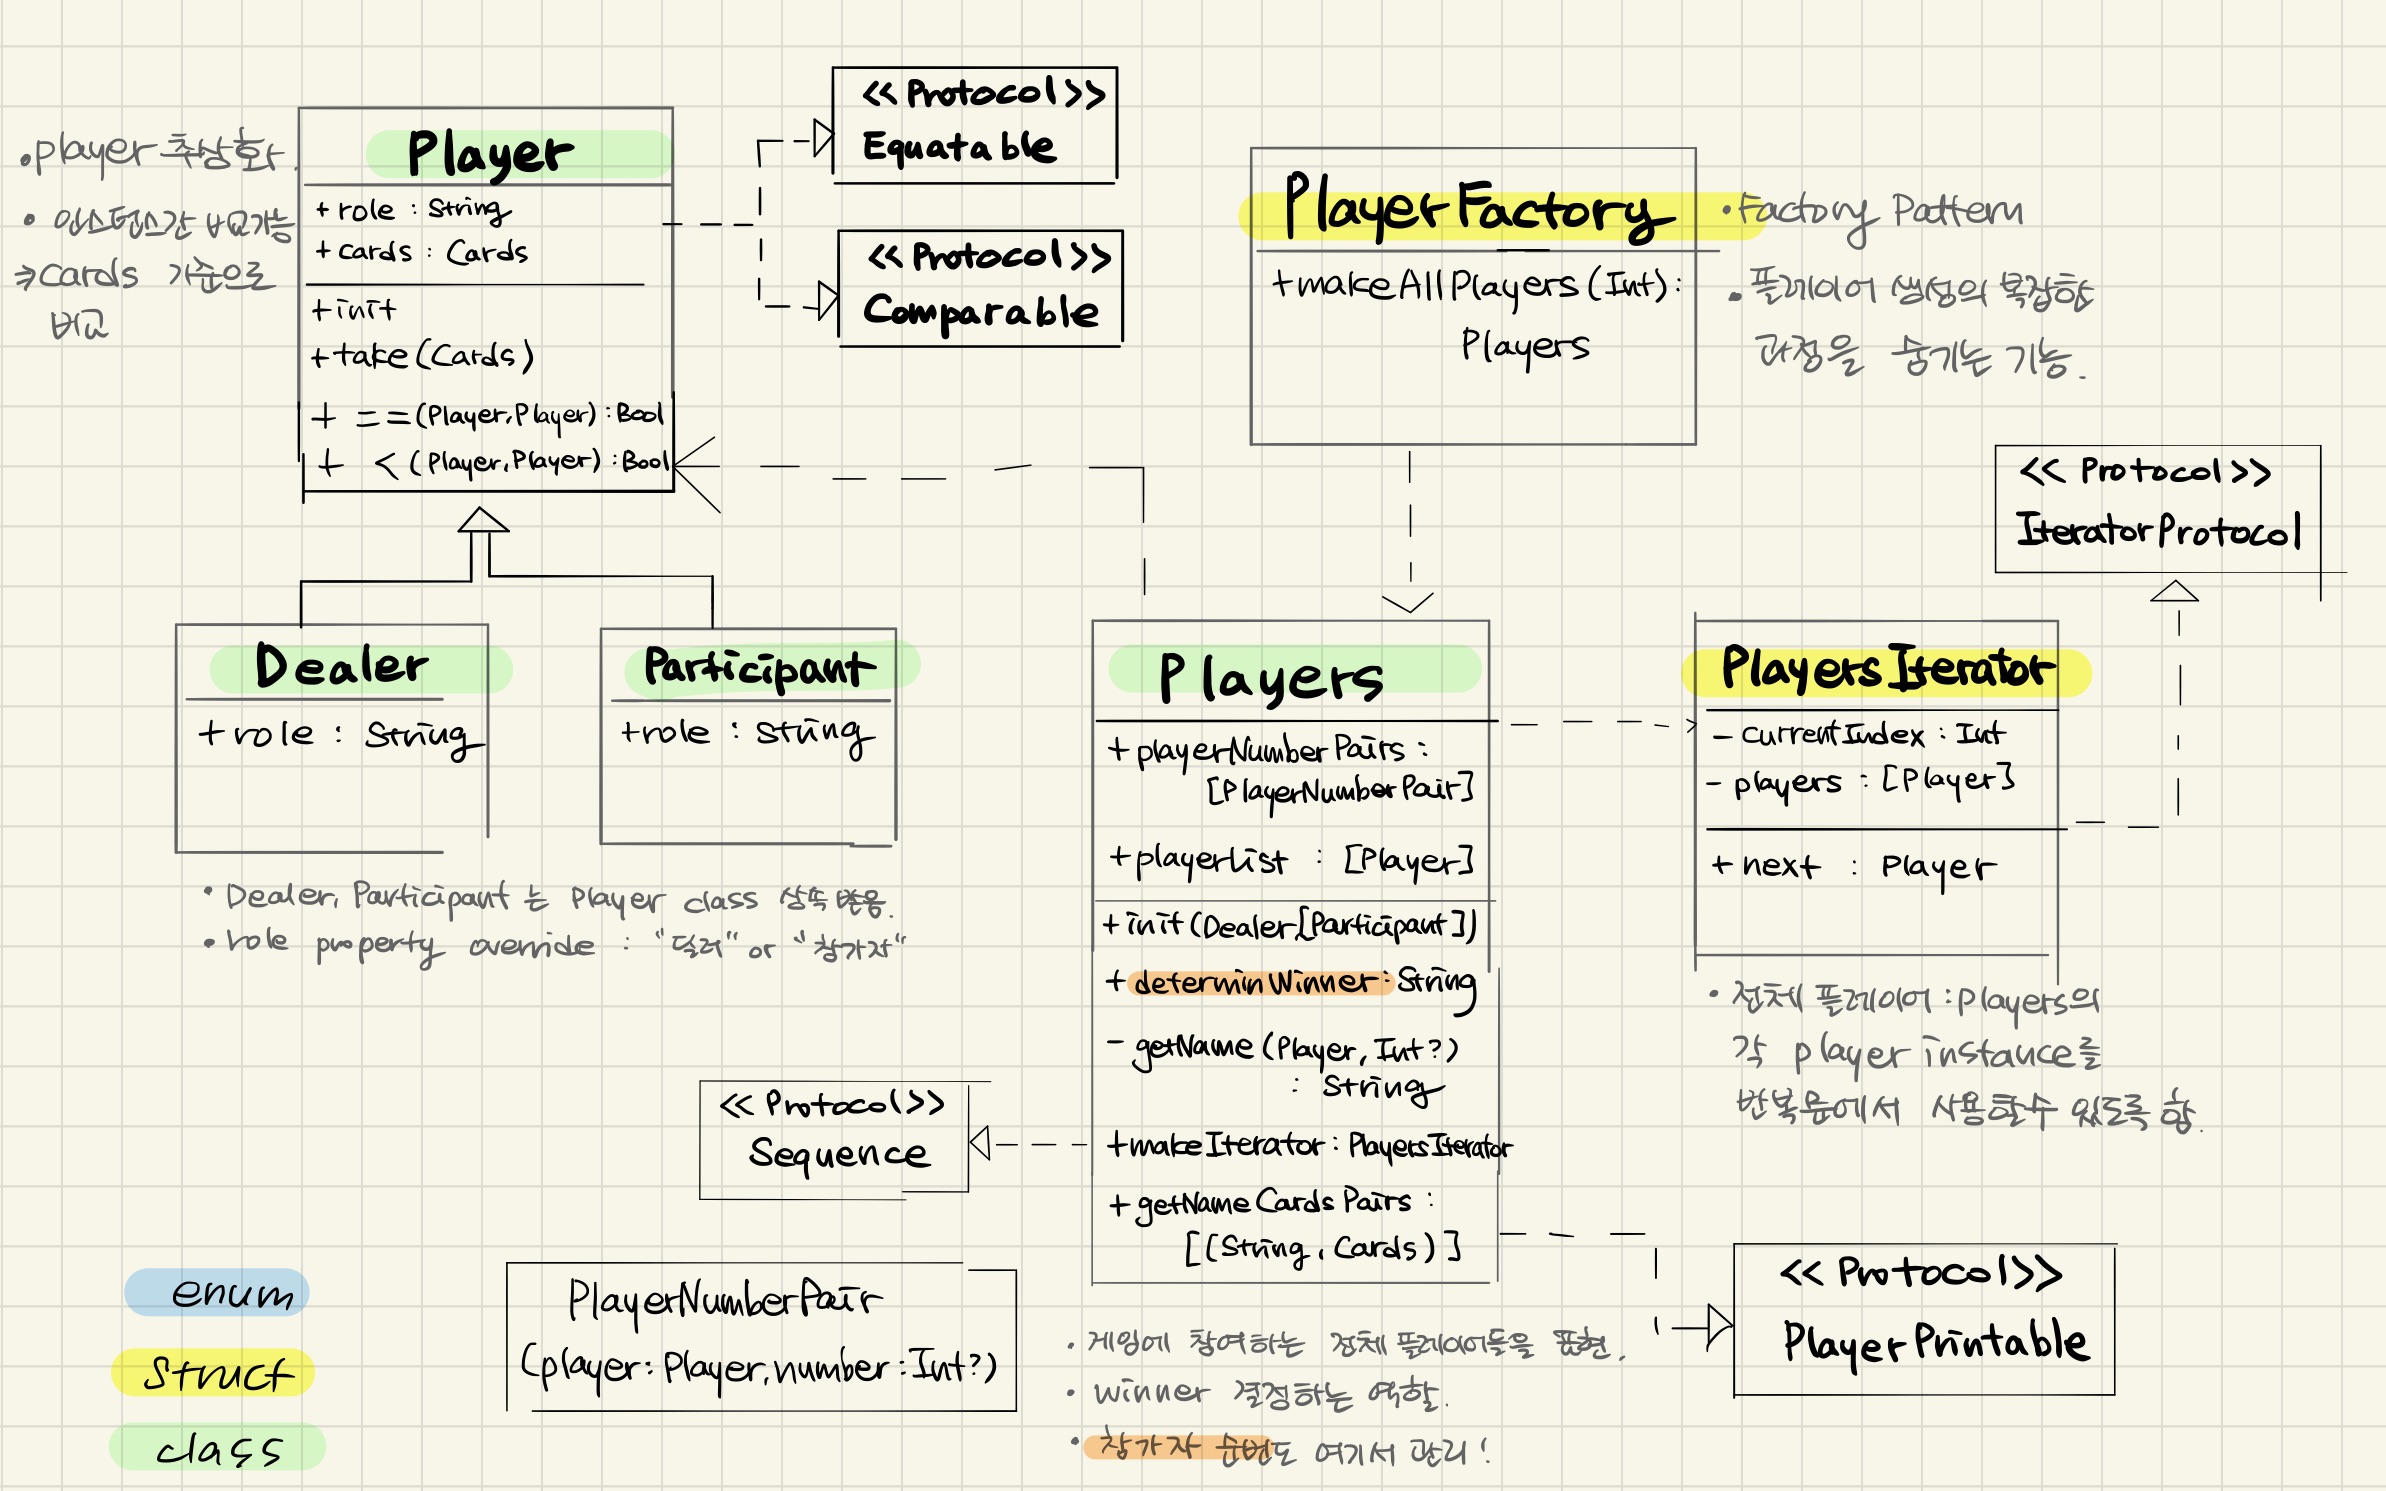 • player 추상화.
• 인스턴스간 비교가능
⇒ Cards 기준으로
비교
Player
+ role : String
+ cards : Cards
+ init
+ take (Cards)
+ == (Player, Player) : Bool
+ < (Player, Player) : Bool
<< Protocol >>
Equatable
<< Protocol >>
Comparable
PlayerFactory
+ makeAllPlayers (Int) :
Players
• Factory Pattern
• 플레이어 생성의 복잡한
과정을 숨기는 기능.
<< Protocol >>
IteratorProtocol
Dealer
+ role : String
Participant
+ role : String
• Dealer, Participant 는 Player class 상속 받음.
• role property override : "딜러" or "참가자"
Players
+ playerNumberPairs :
[PlayerNumberPair]
+ playerList : [Player]
+ init (Dealer, [Participant])
+ determinWinner : String
- getName (Player, Int?)
: String
+ makeIterator : PlayersIterator
+ getNameCardsPairs :
[(String, Cards)]
PlayersIterator
- currentIndex : Int
- players : [Player]
+ next : Player
• 전체 플레이어 : Players의
각 player instance를
반복문에서 사용할수 있도록 함.
<< Protocol >>
Sequence
<< Protocol >>
PlayerPrintable
PlayerNumberPair
(player: Player, number: Int?)
• 게임에 참여하는 전체 플레이어들을 표현.
• winner 결정하는 역할.
• 참가자 순번도 여기서 관리!
enum
struct
class